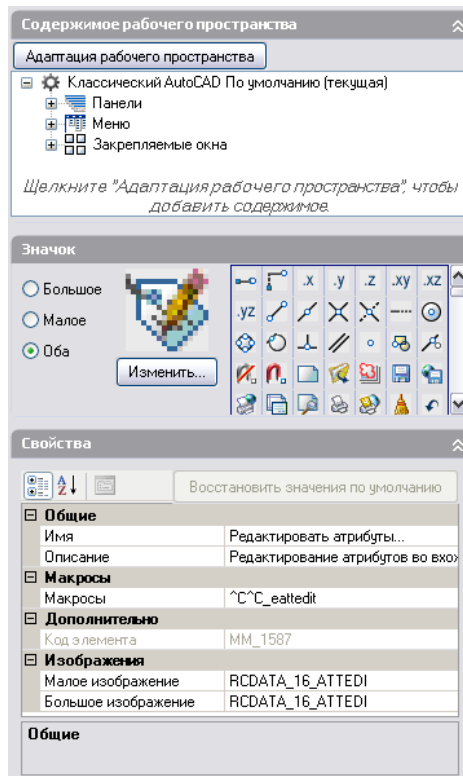 Содержимое рабочего пространства
Адаптация рабочего пространства
Классический AutoCAD По умолчанию (текущая)
Панели
Меню
Закрепляемые окна
Щелкните "Адаптация рабочего пространства", чтобы
добавить содержимое.
Значок
Большое
Малое
Оба
Изменить...
.x .y .z .xy .xz
.yz
Свойства
Восстановить значения по умолчанию
Общие
Имя Редактировать атрибуты...
Описание Редактирование атрибутов во вхо
Макросы
Макросы ^C^C_eattedit
Дополнительно
Код элемента MM_1587
Изображения
Малое изображение RCDATA_16_ATTEDI
Большое изображение RCDATA_16_ATTEDI
Общие